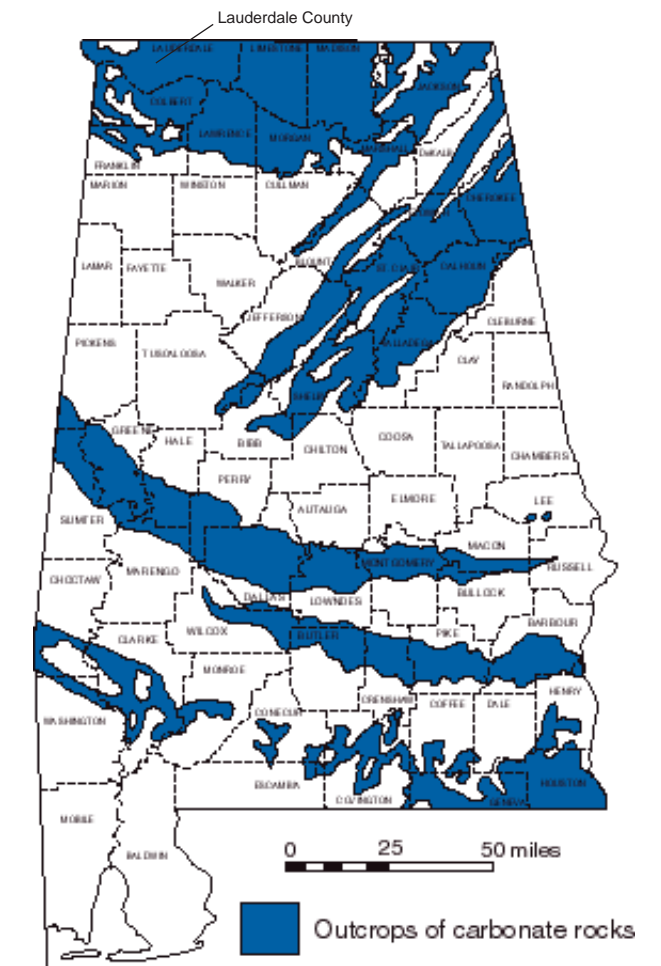 Lauderdale County
LAUDERDALE LIMESTONE MADISON
JACKSON
COLBERT
LAWRENCE MORGAN
MARSHALL DeKALB
FRANKLIN
MARION WINSTON CULLMAN
CHEROKEE
BLOUNT ST. CLAIR CALHOUN
LAMAR FAYETTE
WALKER
JEFFERSON
CLEBURNE
PICKENS TUSCALOOSA TALLADEGA
CLAY
RANDOLPH
SHELBY
GREENE HALE BIBB CHILTON COOSA TALLAPOOSA CHAMBERS
PERRY
AUTAUGA ELMORE LEE
SUMTER
MACON
MONTGOMERY RUSSELL
CHOCTAW MARENGO
DALLAS LOWNDES BULLOCK
CLARKE WILCOX BUTLER PIKE BARBOUR
MONROE
CRENSHAW COFFEE DALE HENRY
WASHINGTON CONECUH
ESCAMBIA COVINGTON GENEVA HOUSTON
MOBILE
BALDWIN
0 25 50 miles
Outcrops of carbonate rocks